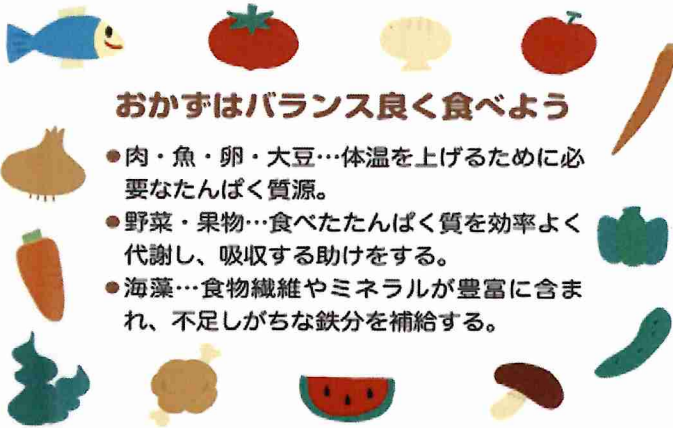 おかずはバランス良く食べよう
●肉・魚・卵・大豆…体温を上げるために必
要なたんぱく質源。
●野菜・果物…食べたたんぱく質を効率よく
代謝し、吸収する助けをする。
●海藻…食物繊維やミネラルが豊富に含ま
れ、不足しがちな鉄分を補給する。